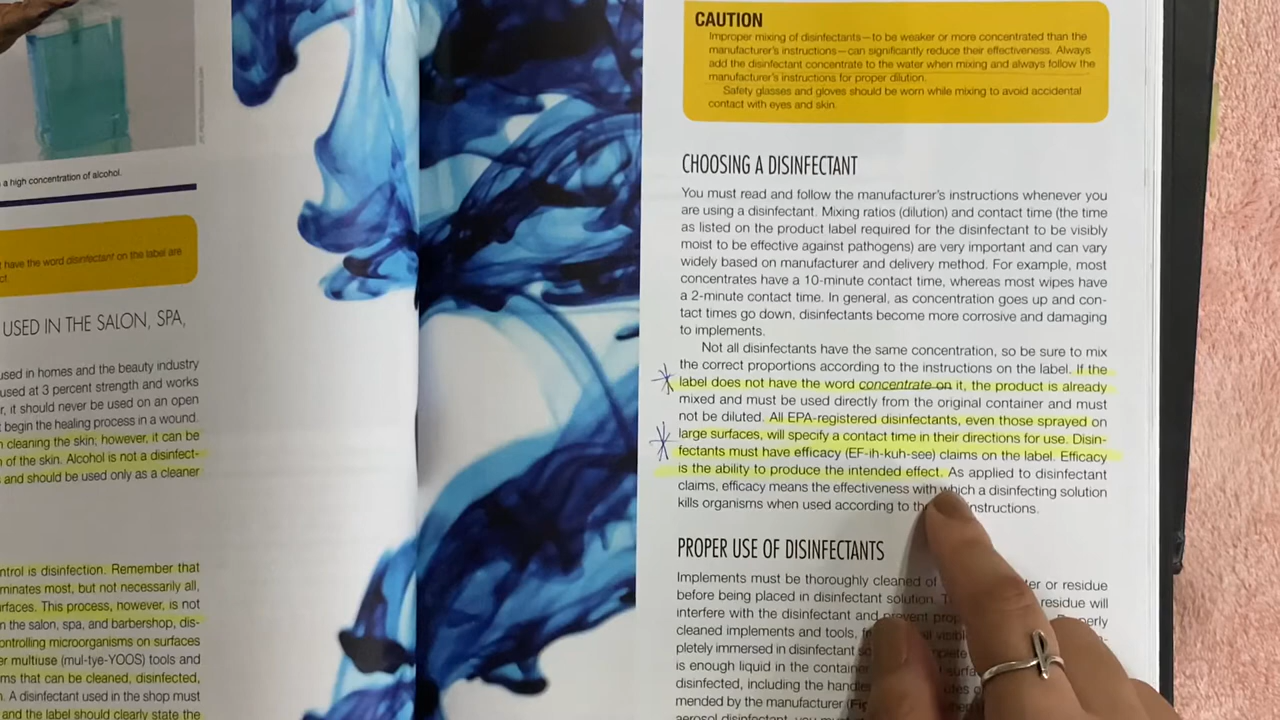 a high concentration of alcohol.
have the word disinfectant on the label are
ct.
USED IN THE SALON, SPA,
used in homes and the beauty industry
used at 3 percent strength and works
r, it should never be used on an open
t begin the healing process in a wound.
n cleaning the skin; however, it can be
n of the skin. Alcohol is not a disinfect-
and should be used only as a cleaner
ntrol is disinfection. Remember that
minates most, but not necessarily all,
rfaces. This process, however, is not
n the salon, spa, and barbershop, dis-
ontrolling microorganisms on surfaces
er multiuse (mul-tye-YOOS) tools and
ms that can be cleaned, disinfected,
. A disinfectant used in the shop must
and the label should clearly state the
CAUTION
Improper mixing of disinfectants—to be weaker or more concentrated than the
manufacturer's instructions—can significantly reduce their effectiveness. Always
add the disinfectant concentrate to the water when mixing and always follow the
manufacturer's instructions for proper dilution.
Safety glasses and gloves should be worn while mixing to avoid accidental
contact with eyes and skin.
CHOOSING A DISINFECTANT
You must read and follow the manufacturer's instructions whenever you
are using a disinfectant. Mixing ratios (dilution) and contact time (the time
as listed on the product label required for the disinfectant to be visibly
moist to be effective against pathogens) are very important and can vary
widely based on manufacturer and delivery method. For example, most
concentrates have a 10-minute contact time, whereas most wipes have
a 2-minute contact time. In general, as concentration goes up and con-
tact times go down, disinfectants become more corrosive and damaging
to implements.
Not all disinfectants have the same concentration, so be sure to mix
the correct proportions according to the instructions on the label. If the
label does not have the word concentrate on it, the product is already
mixed and must be used directly from the original container and must
not be diluted. All EPA-registered disinfectants, even those sprayed on
large surfaces, will specify a contact time in their directions for use. Disin-
fectants must have efficacy (EF-ih-kuh-see) claims on the label. Efficacy
is the ability to produce the intended effect. As applied to disinfectant
claims, efficacy means the effectiveness with which a disinfecting solution
kills organisms when used according to the instructions.
PROPER USE OF DISINFECTANTS
Implements must be thoroughly cleaned of er or residue
before being placed in disinfectant solution. residue will
interfere with the disinfectant and prevent erly
cleaned implements and tools,
pletely immersed in disinfectant
is enough liquid in the container
disinfected, including the handles
mended by the manufacturer
aerosol disinfectant,